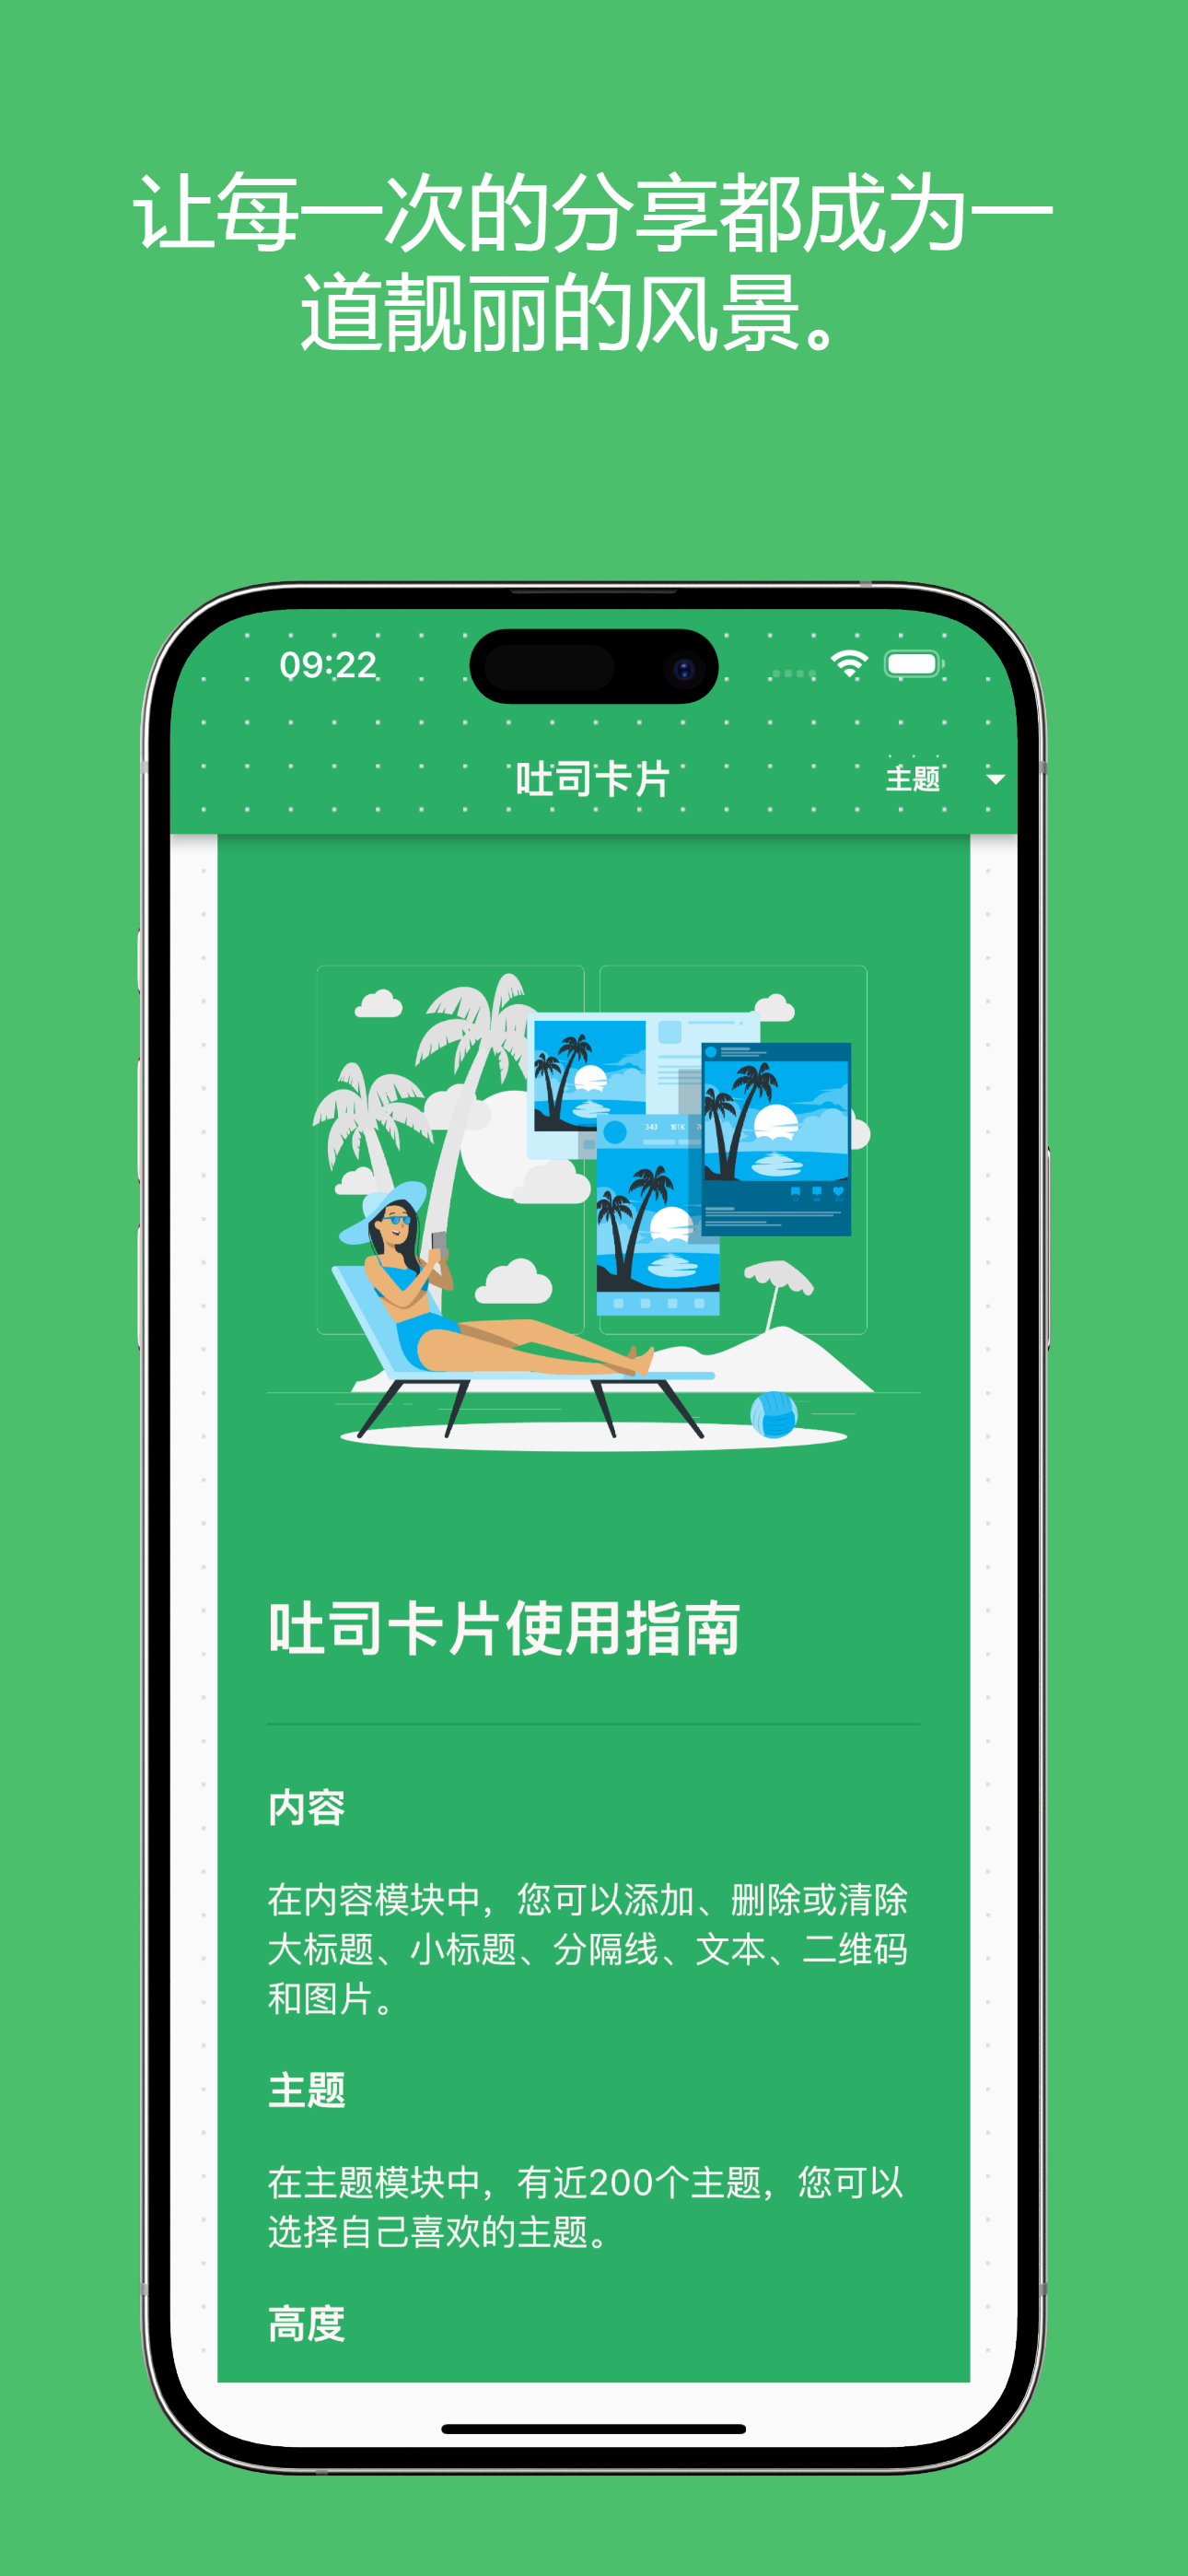 让每一次的分享都成为一
道靓丽的风景。
09:22
吐司卡片
主题
343 161K
吐司卡片使用指南
内容
在内容模块中，您可以添加、删除或清除
大标题、小标题、分隔线、文本、二维码
和图片。
主题
在主题模块中，有近200个主题，您可以
选择自己喜欢的主题。
高度